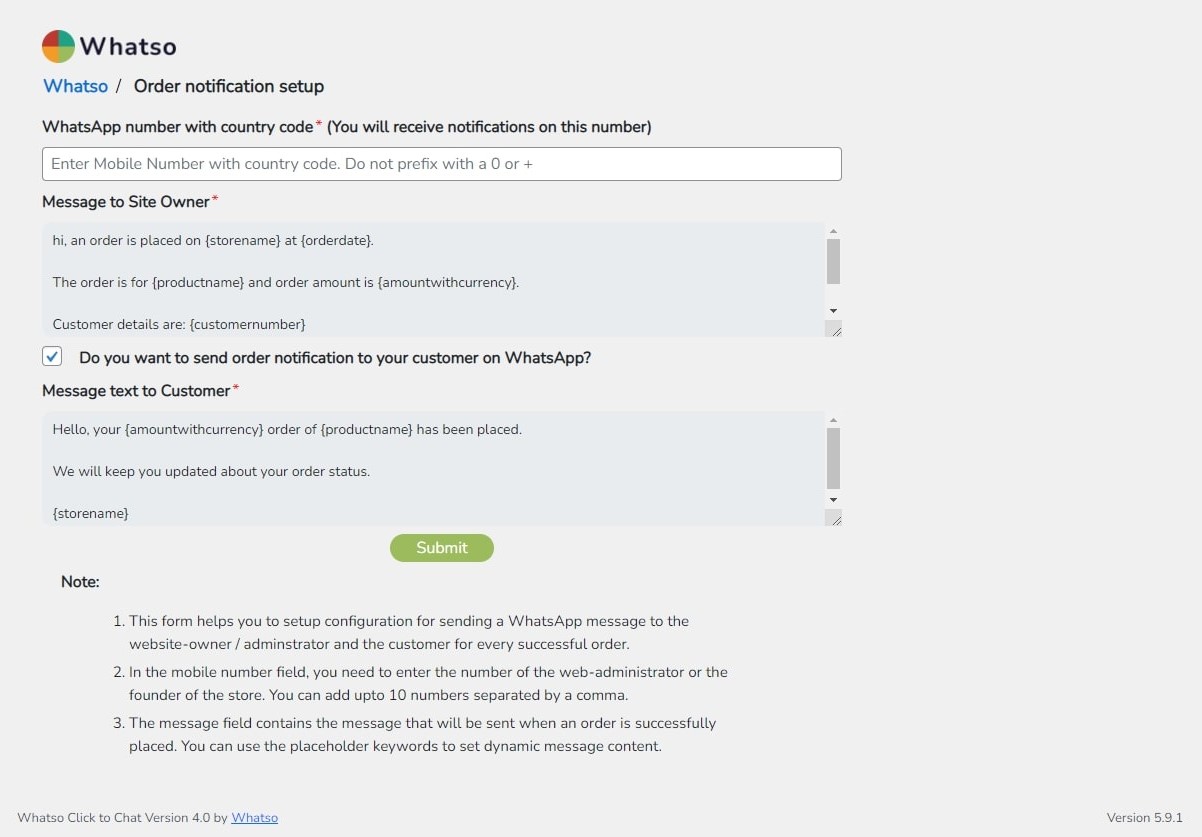 Whatso
Whatso / Order notification setup
WhatsApp number with country code* (You will receive notifications on this number)
Enter Mobile Number with country code. Do not prefix with a 0 or +
Message to Site Owner*
hi, an order is placed on {storename} at {orderdate}.
The order is for {productname} and order amount is {amountwithcurrency}.
Customer details are: {customernumber}
Do you want to send order notification to your customer on WhatsApp?
Message text to Customer*
Hello, your {amountwithcurrency} order of {productname} has been placed.
We will keep you updated about your order status.
{storename}
Submit
Note:
1. This form helps you to setup configuration for sending a WhatsApp message to the
website-owner / adminstrator and the customer for every successful order.
2. In the mobile number field, you need to enter the number of the web-administrator or the
founder of the store. You can add upto 10 numbers separated by a comma.
3. The message field contains the message that will be sent when an order is successfully
placed. You can use the placeholder keywords to set dynamic message content.
Whatso Click to Chat Version 4.0 by Whatso
Version 5.9.1